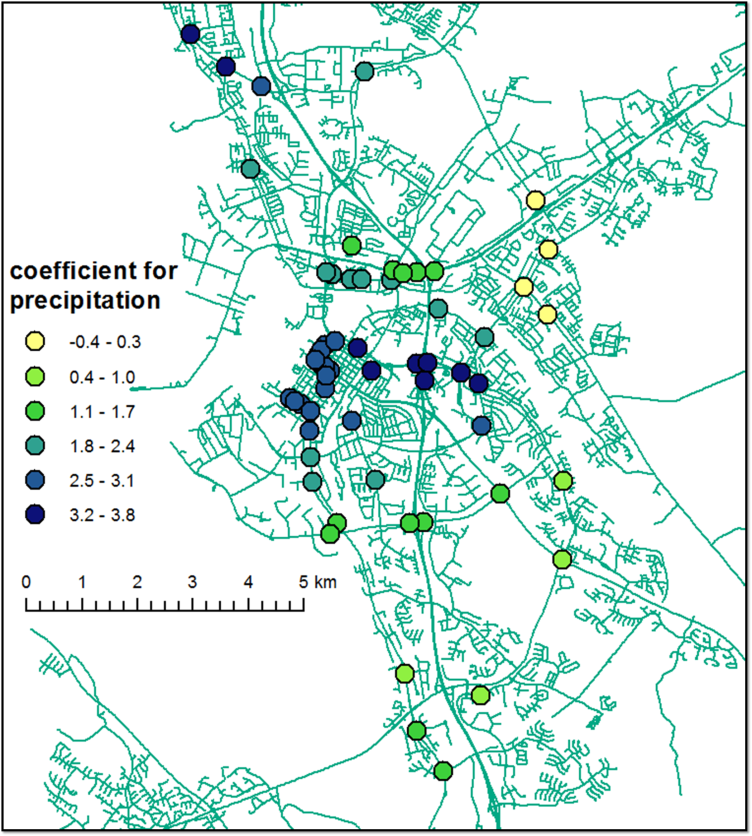 coefficient for
precipitation
-0.4 - 0.3
0.4 - 1.0
1.1 - 1.7
1.8 - 2.4
2.5 - 3.1
3.2 - 3.8
0 1 2 3 4 5 km